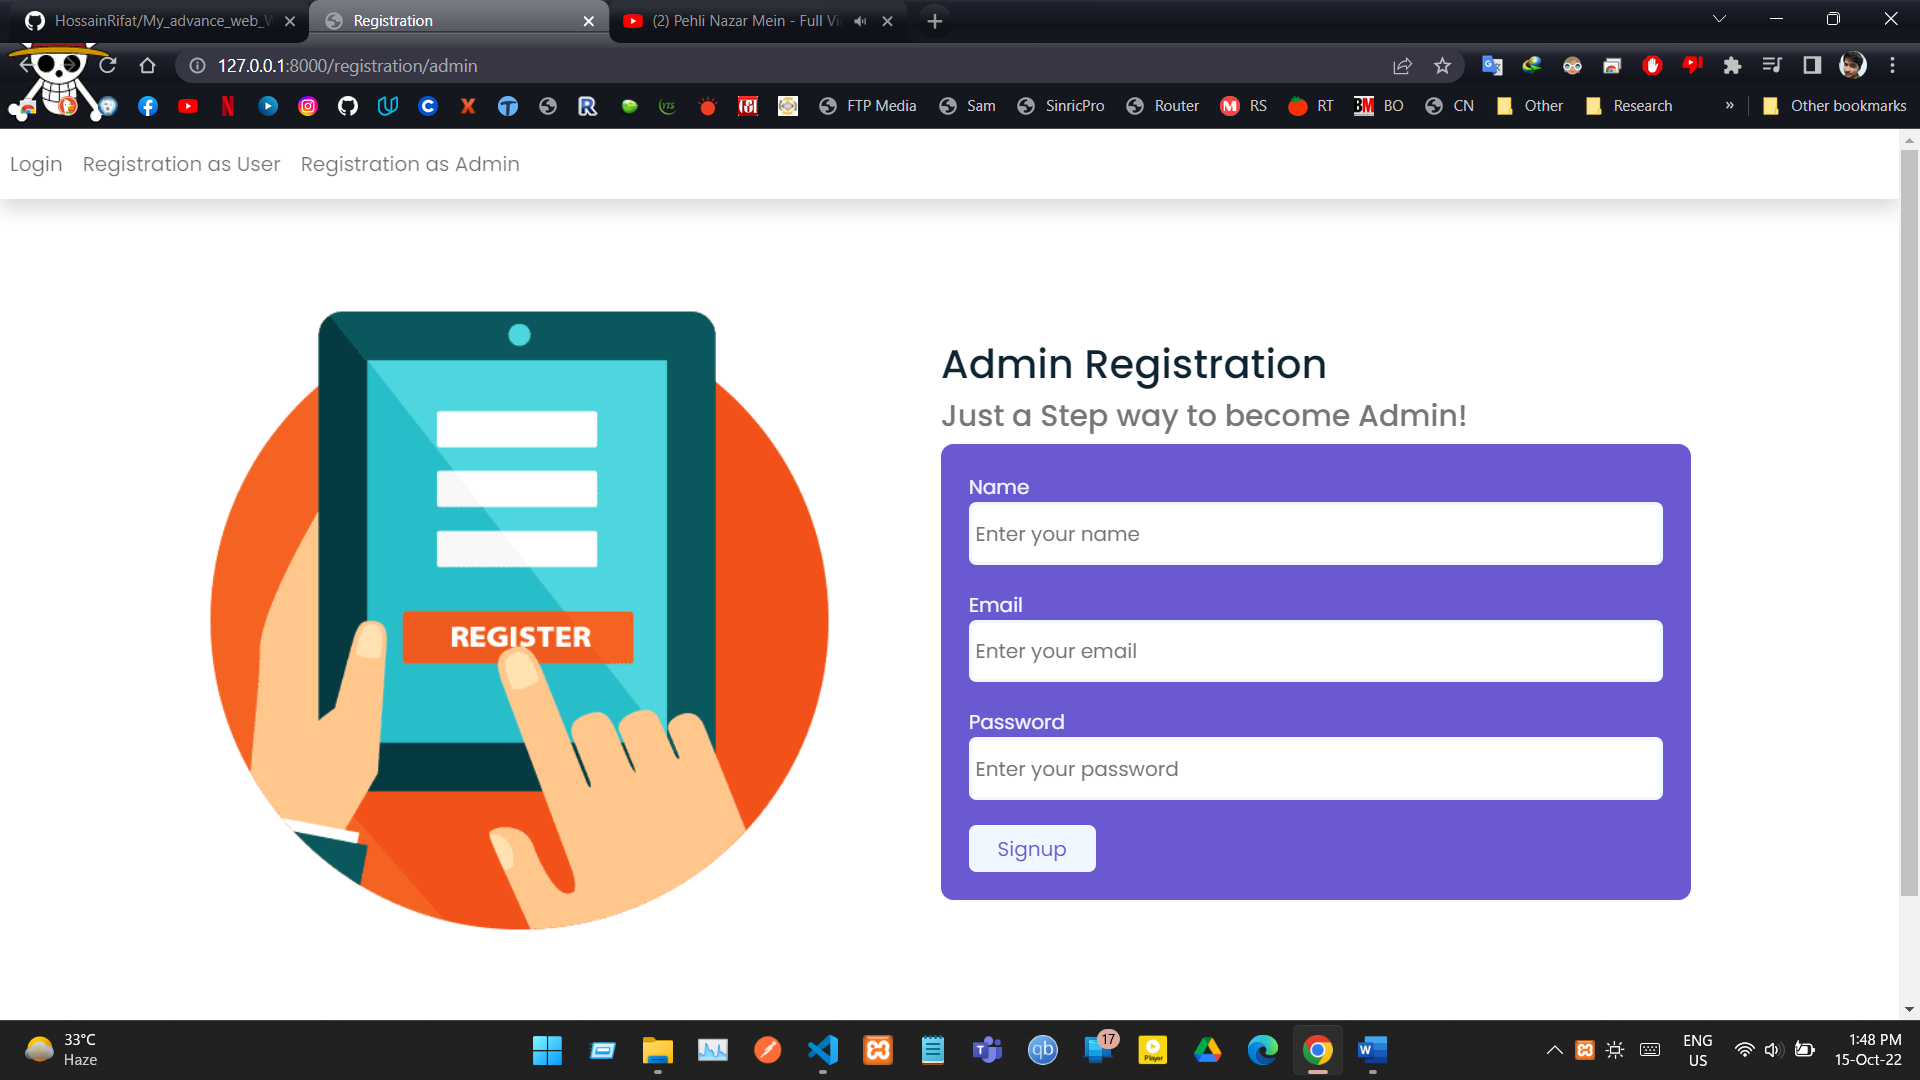 HossainRifat/My_advance_web_W
Registration
(2) Pehli Nazar Mein - Full Vi
127.0.0.1:8000/registration/admin
FTP Media
Sam
SinricPro
Router
RS
RT
BO
CN
Other
Research
»
Other bookmarks
Login
Registration as User
Registration as Admin
REGISTER
Admin Registration
Just a Step way to become Admin!
Name
Enter your name
Email
Enter your email
Password
Enter your password
Signup
33°C
Haze
qb
17
Player
ENG
US
1:48 PM
15-Oct-22